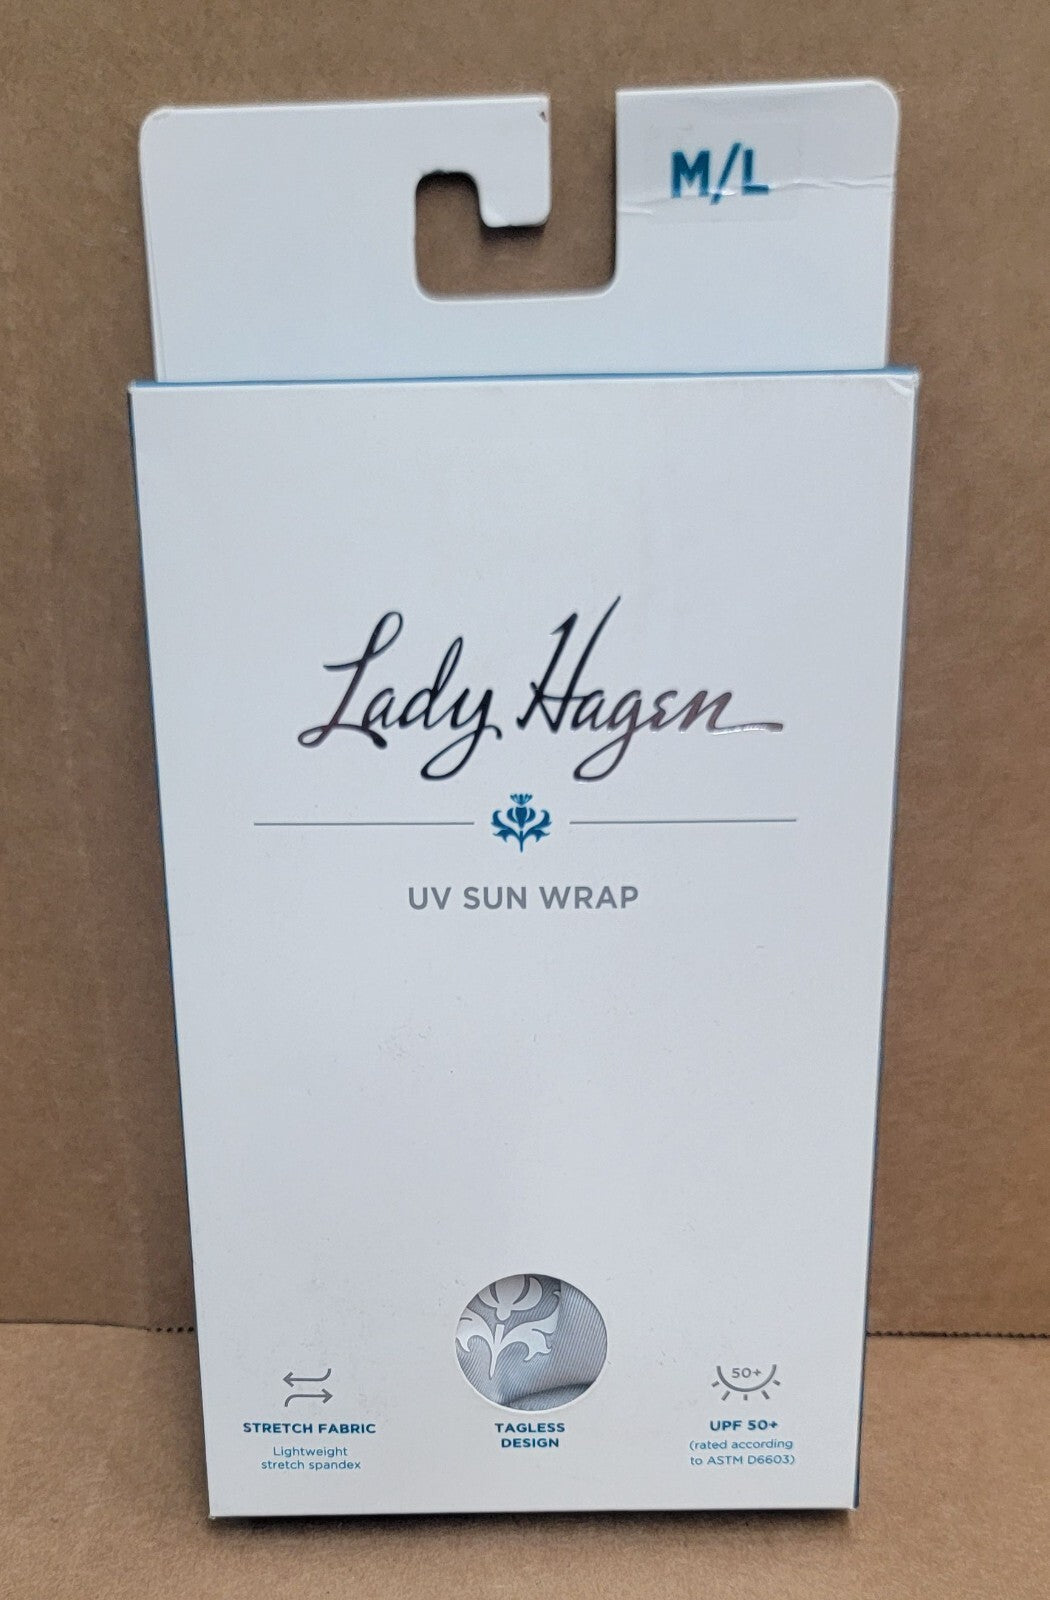 M/L
Lady Hagen
UV SUN WRAP
STRETCH FABRIC
Lightweight
stretch spandex
TAGLESS
DESIGN
50+
UPF 50+
(rated according
to ASTM D6603)